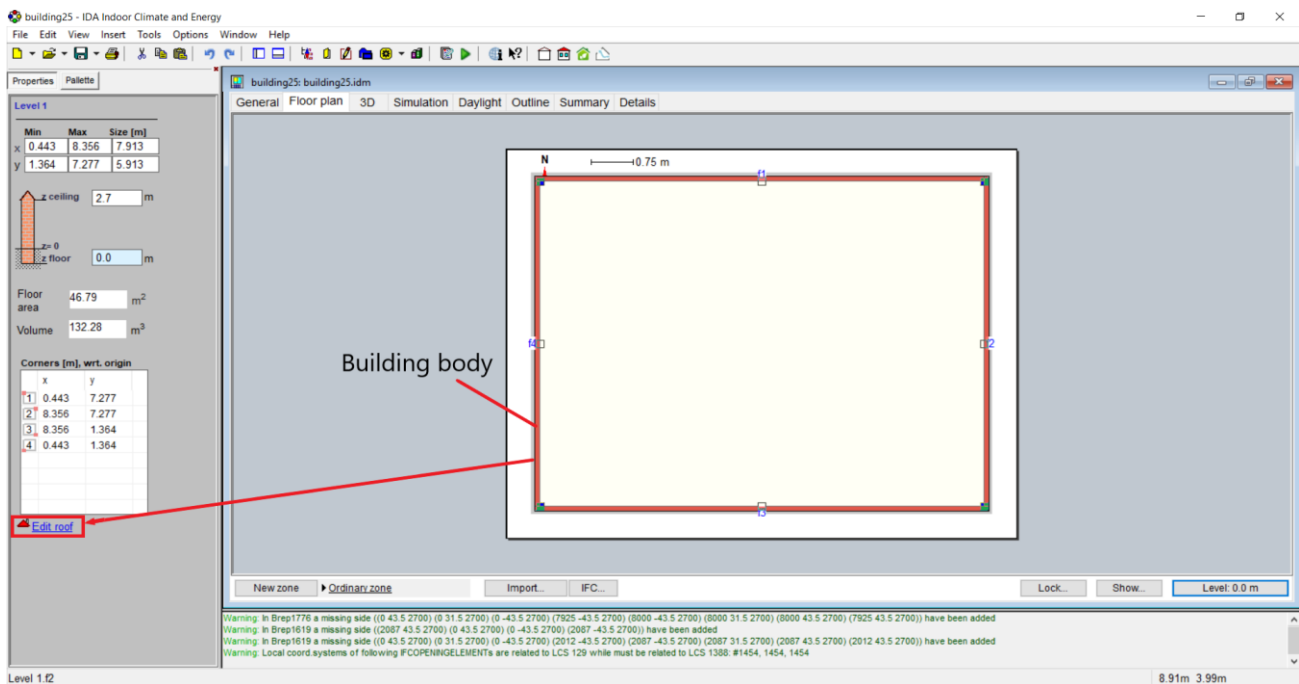 building25 - IDA Indoor Climate and Energy
File Edit View Insert Tools Options Window Help
Properties Palette
Level 1
Min Max Size [m]
x 0.443 8.356 7.913
y 1.364 7.277 5.913
z ceiling 2.7 m
z= 0
z floor 0.0 m
Floor area 46.79 m²
Volume 132.28 m³
Corners [m], wrt. origin
x y
1 0.443 7.277
2 8.356 7.277
3 8.356 1.364
4 0.443 1.364
Edit roof
building25: building25.idm
General Floor plan 3D Simulation Daylight Outline Summary Details
N 0.75 m
f1
f4 f2
Building body
f3
New zone Ordinary zone Import... IFC... Lock... Show... Level: 0.0 m
Warning: In Brep1776 a missing side ((0 43.5 2700) (0 31.5 2700) (0 -43.5 2700) (7925 -43.5 2700) (8000 -43.5 2700) (8000 31.5 2700) (8000 43.5 2700) (7925 43.5 2700)) have been added
Warning: In Brep1619 a missing side ((2087 43.5 2700) (0 43.5 2700) (0 -43.5 2700) (2087 -43.5 2700)) have been added
Warning: In Brep1619 a missing side ((0 43.5 2700) (0 31.5 2700) (0 -43.5 2700) (2012 -43.5 2700) (2087 -43.5 2700) (2087 31.5 2700) (2087 43.5 2700) (2012 43.5 2700)) have been added
Warning: Local coord.systems of following IFCOPENINGELEMENTs are related to LCS 129 while must be related to LCS 1388: #1454, 1454, 1454
Level 1.f2 8.91m 3.99m